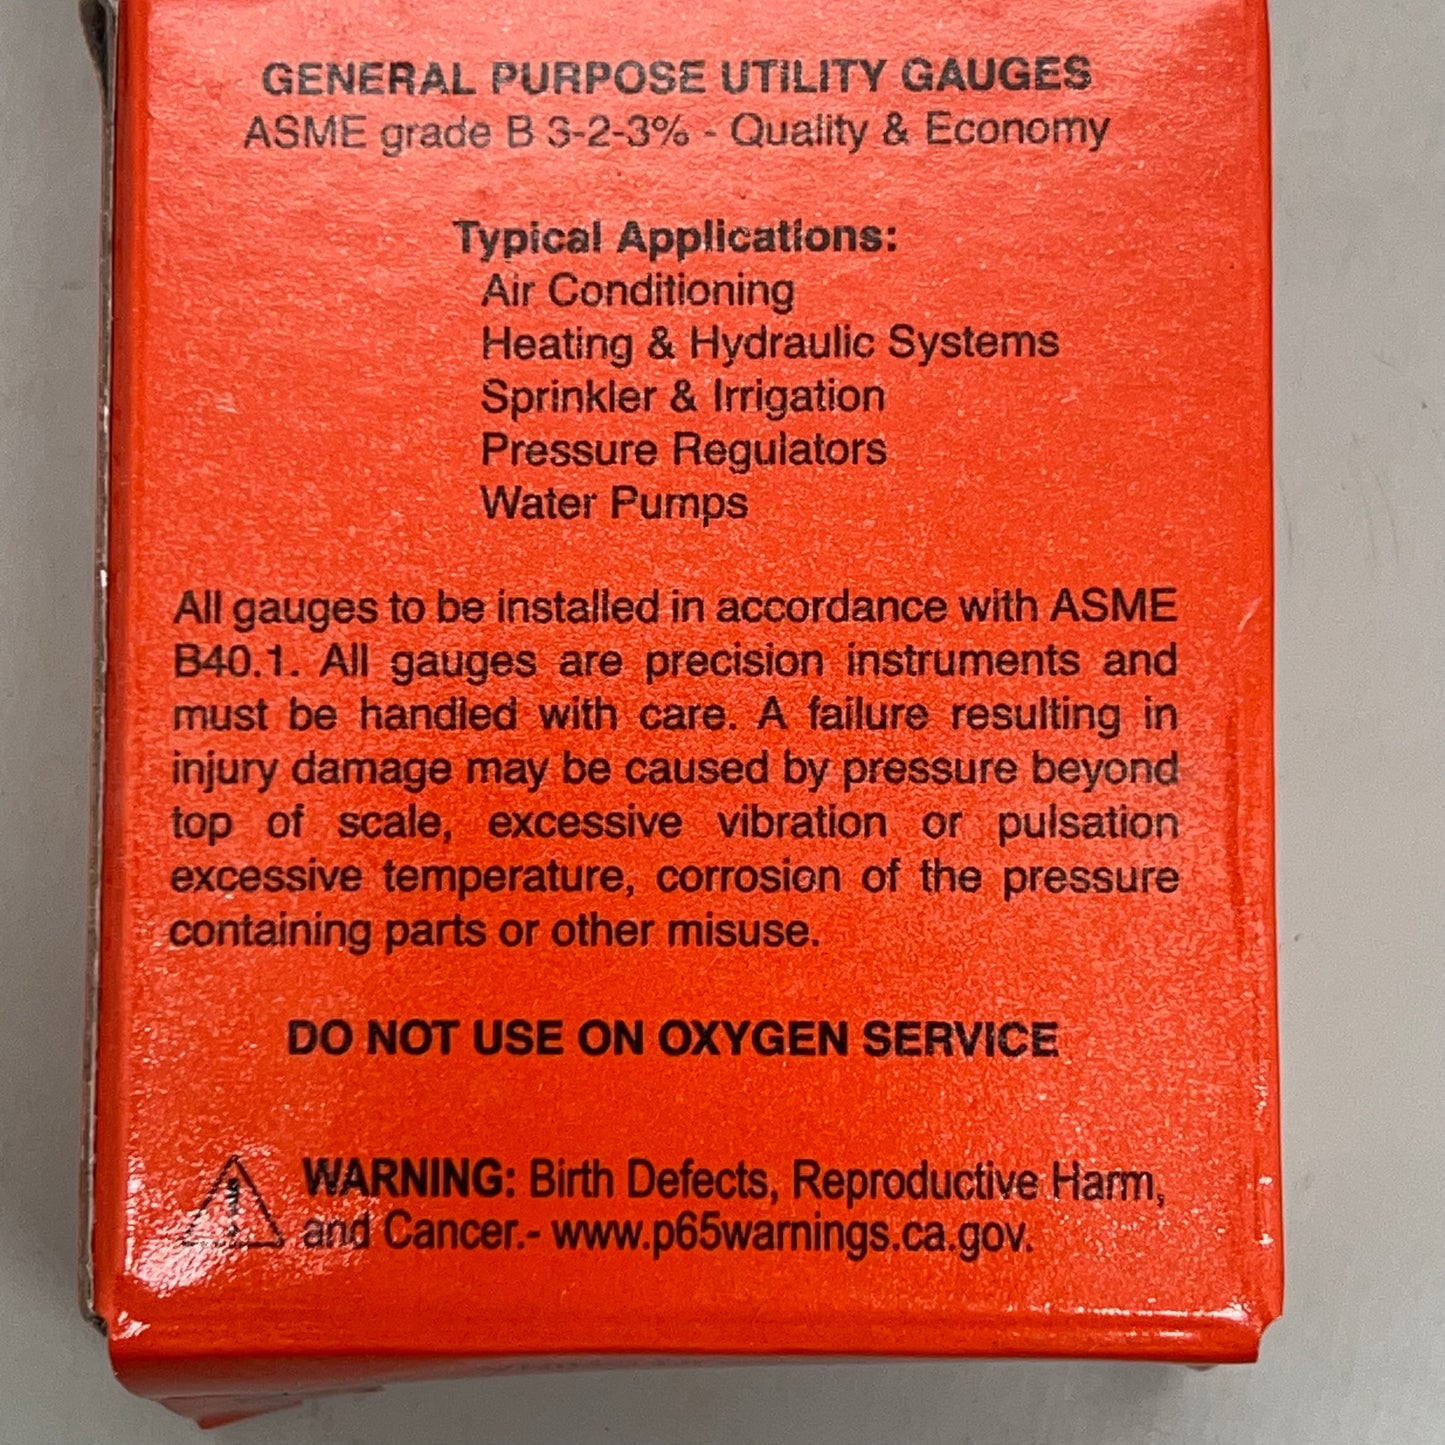 GENERAL PURPOSE UTILITY GAUGES
ASME grade B 3-2-3% - Quality & Economy
Typical Applications:
Air Conditioning
Heating & Hydraulic Systems
Sprinkler & Irrigation
Pressure Regulators
Water Pumps
All gauges to be installed in accordance with ASME
B40.1. All gauges are precision instruments and
must be handled with care. A failure resulting in
injury damage may be caused by pressure beyond
top of scale, excessive vibration or pulsation
excessive temperature, corrosion of the pressure
containing parts or other misuse.
DO NOT USE ON OXYGEN SERVICE
WARNING: Birth Defects, Reproductive Harm,
and Cancer.- www.p65warnings.ca.gov.